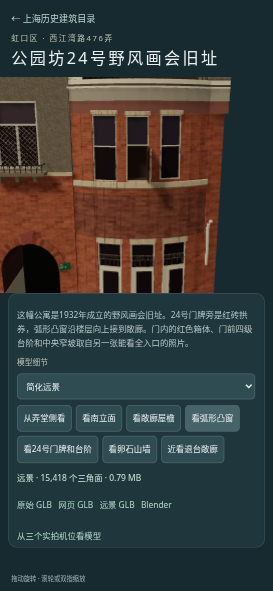 ← 上海历史建筑目录
虹口区 · 西江湾路476弄
公园坊24号野风画会旧址
这幢公寓是1932年成立的野风画会旧址。24号门牌旁是红砖拱
券，弧形凸窗沿楼层向上接到敞廊。门内的红色箱体、门前四级
台阶和中央窄坡取自另一张能看全入口的照片。
模型细节
简化远景
从弄堂侧看
看南立面
看敞廊屋檐
看弧形凸窗
看24号门牌和台阶
看卵石山墙
近看退台敞廊
远景 · 15,418 个三角面 · 0.79 MB
原始 GLB 网页 GLB 远景 GLB Blender
从三个实拍机位看模型
拖动旋转 · 滚轮或双指缩放